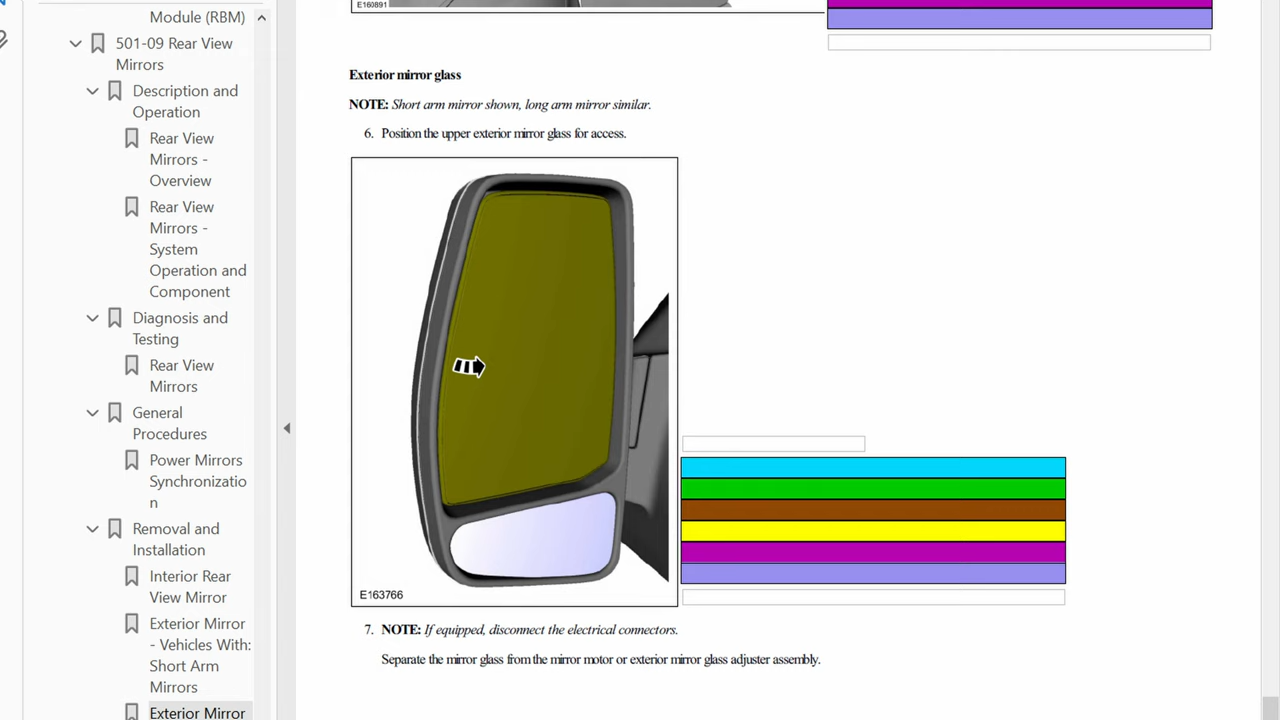 Module (RBM)
501-09 Rear View
Mirrors
Description and
Operation
Rear View
Mirrors -
Overview
Rear View
Mirrors -
System
Operation and
Component
Diagnosis and
Testing
Rear View
Mirrors
General
Procedures
Power Mirrors
Synchronizatio
n
Removal and
Installation
Interior Rear
View Mirror
Exterior Mirror
- Vehicles With:
Short Arm
Mirrors
Exterior Mirror
E160891
Exterior mirror glass
NOTE: Short arm mirror shown, long arm mirror similar.
6. Position the upper exterior mirror glass for access.
E163766
7. NOTE: If equipped, disconnect the electrical connectors.
Separate the mirror glass from the mirror motor or exterior mirror glass adjuster assembly.